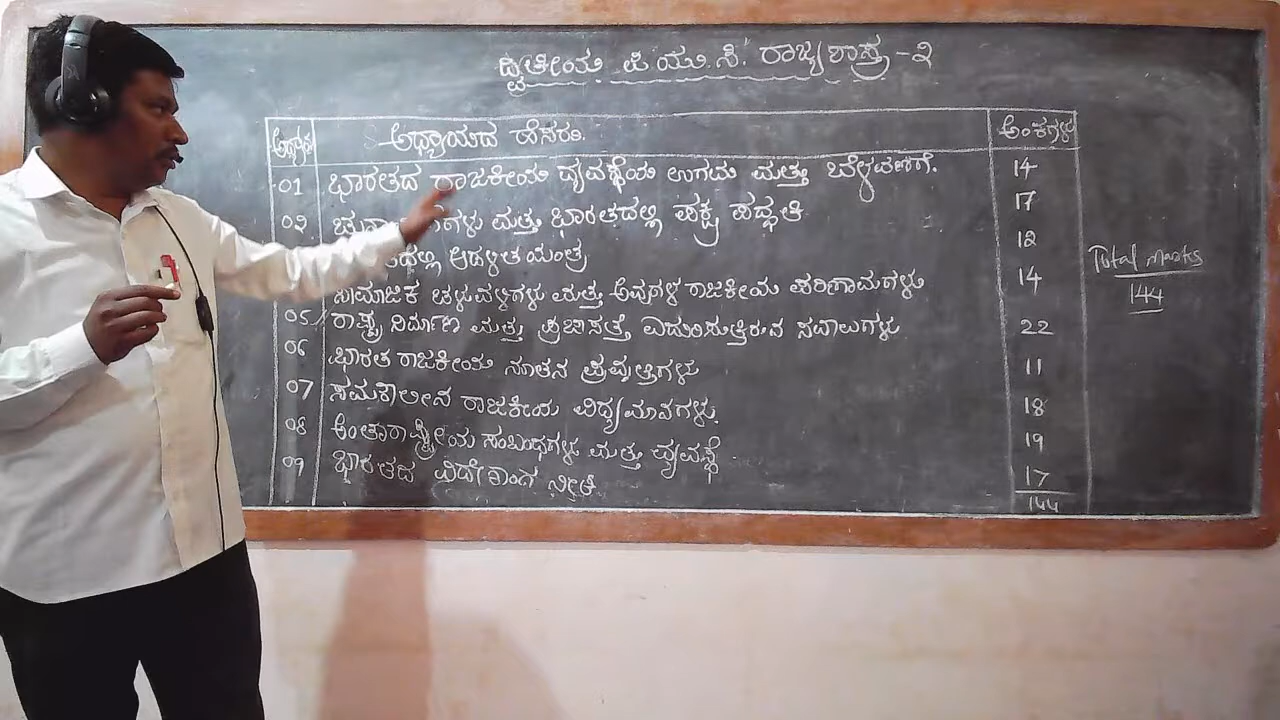 ದ್ವಿತೀಯ ಪಿ.ಯು.ಸಿ. ರಾಜ್ಯಶಾಸ್ತ್ರ-೨
ಅಧ್ಯಾಯದ ಹೆಸರು. ಅಂಕಗಳು
01 ಭಾರತದ ರಾಜಕೀಯ ವ್ಯವಸ್ಥೆಯ ಉಗಮ ಮತ್ತು ಬೆಳವಣಿಗೆ. 14
02 ಮತ್ತು ಭಾರತದಲ್ಲಿ ಪಕ್ಷ ಪದ್ಧತಿ 17
ಆಡಳಿತ ಯಂತ್ರ 12
ಸಾಮಾಜಿಕ ಚಳುವಳಿಗಳು ಮತ್ತು ಅವುಗಳ ರಾಜಕೀಯ ಪರಿಣಾಮಗಳು 14
05. ರಾಷ್ಟ್ರ ನಿರ್ಮಾಣ ಮತ್ತು ಪ್ರಜಾಸತ್ತೆ ಎದುರಿಸುತ್ತಿರುವ ಸವಾಲುಗಳು 22
06 ಭಾರತ ರಾಜಕೀಯ ನೂತನ ಪ್ರವೃತ್ತಿಗಳು 11
07 ಸಮಕಾಲೀನ ರಾಜಕೀಯ ವಿದ್ಯಮಾನಗಳು. 18
08 ಅಂತಾರಾಷ್ಟ್ರೀಯ ಸಂಬಂಧಗಳು ಮತ್ತು ವ್ಯವಸ್ಥೆ 19
09 ಭಾರತದ ವಿದೇಶಾಂಗ ನೀತಿ. 17
144
Total marks
144